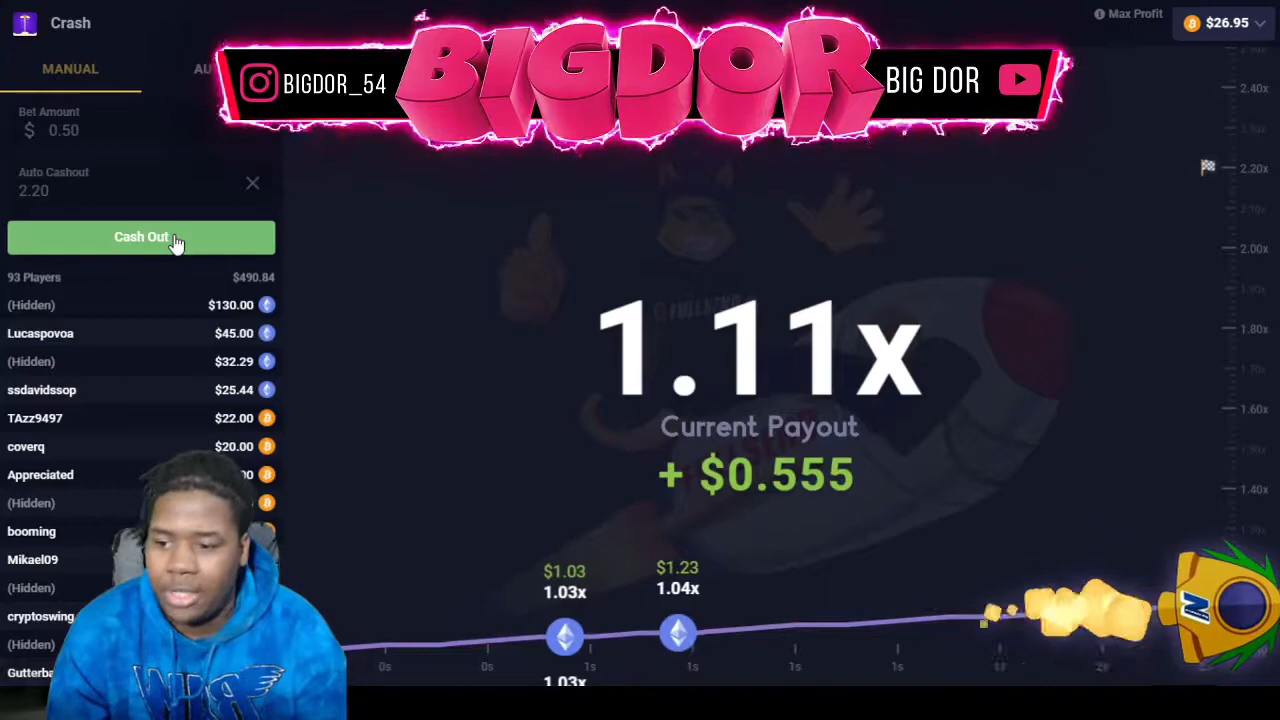 Crash
BIGDOR
Max Profit
$26.95
MANUAL
AU
BIGDOR_54
BIG DOR
Bet Amount
$ 0.50
Auto Cashout
2.20
Cash Out
93 Players $490.84
(Hidden) $130.00
Lucaspovoa $45.00
(Hidden) $32.29
ssdavidssop $25.44
TAzz9497 $22.00
coverq $20.00
Appreciated
(Hidden)
booming
Mikael09
(Hidden)
cryptoswing
(Hidden)
Gutterba
1.11x
Current Payout
+ $0.555
$1.03
1.03x
$1.23
1.04x
1.03x
0s 0s 1s 1s 1s 1s
2.40x
2.20x
2.00x
1.80x
1.60x
1.40x
N